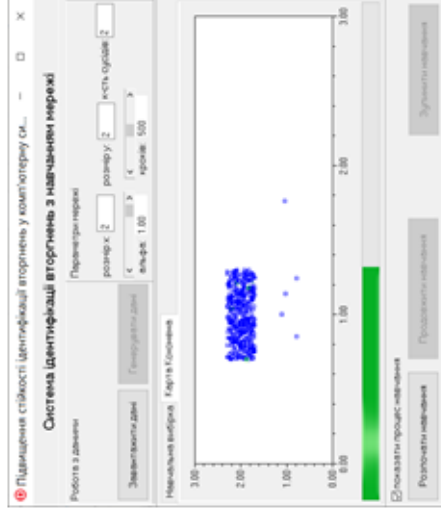 Підвищення стійкості ідентифікації вторгнень у комп'ютерну си...
Система ідентифікації вторгнень з навчанням мережі
Робота з даними
Завантажити дані
Генерувати дані
Параметри мережі
розмір x: 2
розмір y: 2
к-сть сусідів: 2
альфа: 1.00
кроків: 500
Навчальна вибірка
Карта Кохонена
3.00
2.00
1.00
0.00
0.00
1.00
2.00
3.00
показати процес навчання
Розпочати навчання
Продовжити навчання
Зупинити навчання